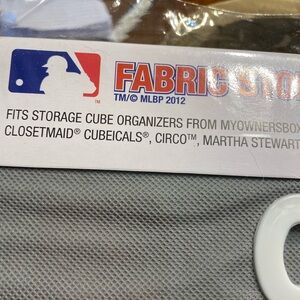 FABRIC
TM/© MLBP 2012
FITS STORAGE CUBE ORGANIZERS FROM MYOWNERSBOX
CLOSETMAID® CUBEICALS®, CIRCO™, MARTHA STEWART